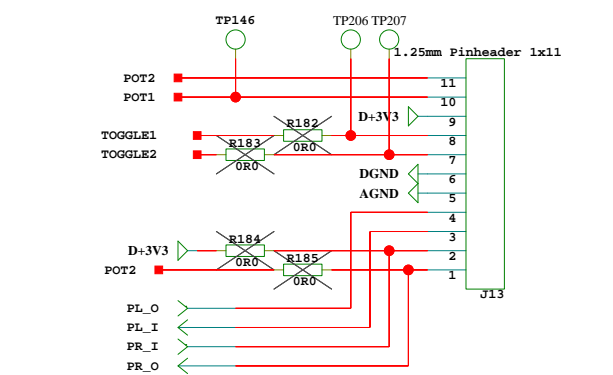 TP146
TP206 TP207
1.25mm Pinheader 1x11
POT2
11
POT1
10
D+3V3
9
R182
0R0
TOGGLE1
8
R183
0R0
TOGGLE2
7
DGND
6
AGND
5
4
3
R184
0R0
D+3V3
2
R185
0R0
POT2
1
J13
PL_O
PL_I
PR_I
PR_O